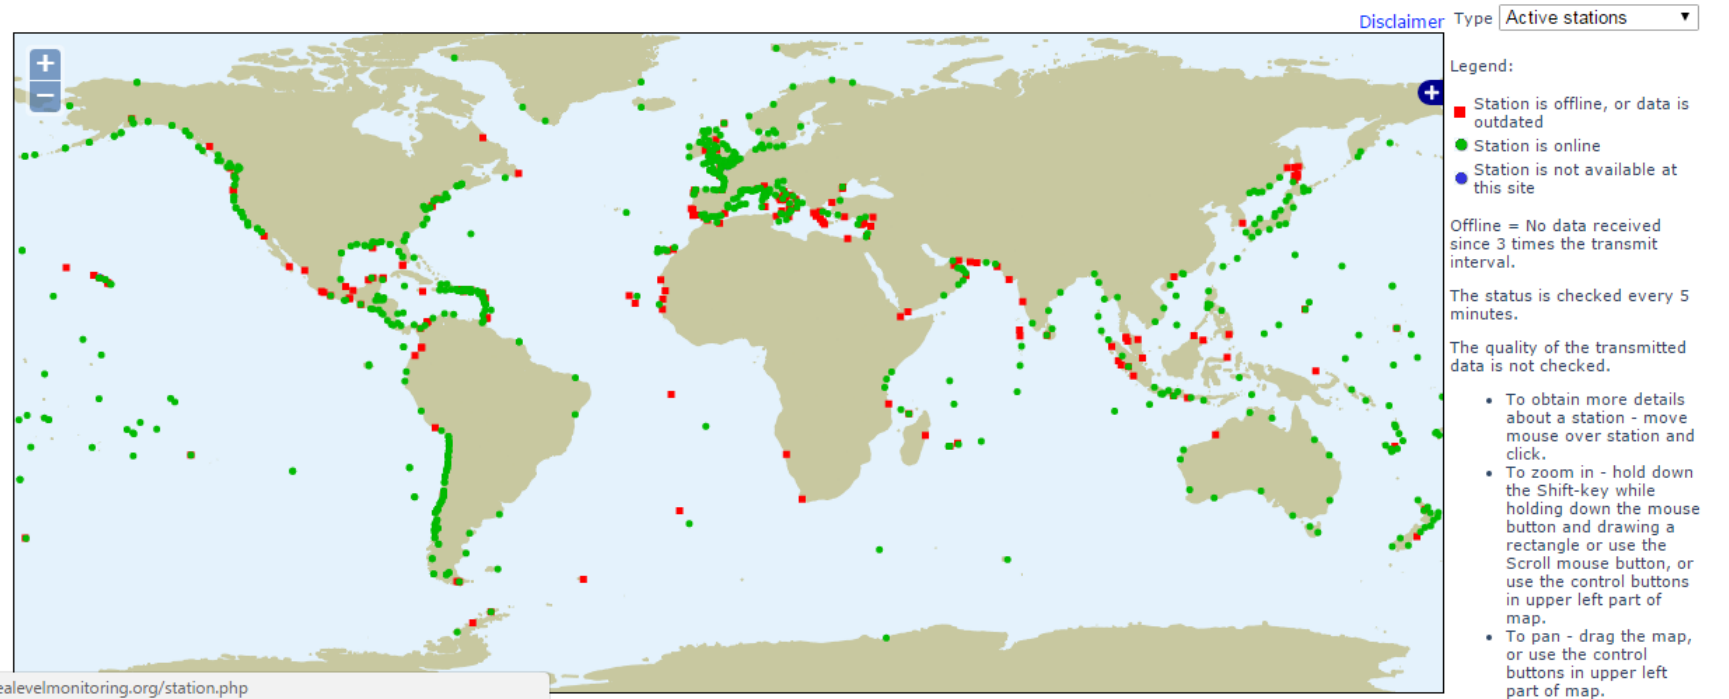 Disclaimer Type Active stations
+
−
+
Legend:
Station is offline, or data is
outdated
Station is online
Station is not available at
this site
Offline = No data received
since 3 times the transmit
interval.
The status is checked every 5
minutes.
The quality of the transmitted
data is not checked.
• To obtain more details
about a station - move
mouse over station and
click.
• To zoom in - hold down
the Shift-key while
holding down the mouse
button and drawing a
rectangle or use the
Scroll mouse button, or
use the control buttons
in upper left part of
map.
• To pan - drag the map,
or use the control
buttons in upper left
part of map.
ealevelmonitoring.org/station.php